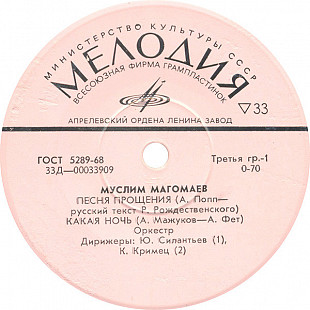 МИНИСТЕРСТВО КУЛЬТУРЫ СССР
МЕЛОДИЯ
ВСЕСОЮЗНАЯ ФИРМА ГРАМПЛАСТИНОК
▽33
АПРЕЛЕВСКИЙ ОРДЕНА ЛЕНИНА ЗАВОД
ГОСТ 5289-68
33Д—00033909
Третья гр.-1
0-70
МУСЛИМ МАГОМАЕВ
ПЕСНЯ ПРОЩЕНИЯ (А. Попп—
русский текст Р. Рождественского)
КАКАЯ НОЧЬ (А. Мажуков—А. Фет)
Оркестр
Дирижеры: Ю. Силантьев (1),
К. Кримец (2)